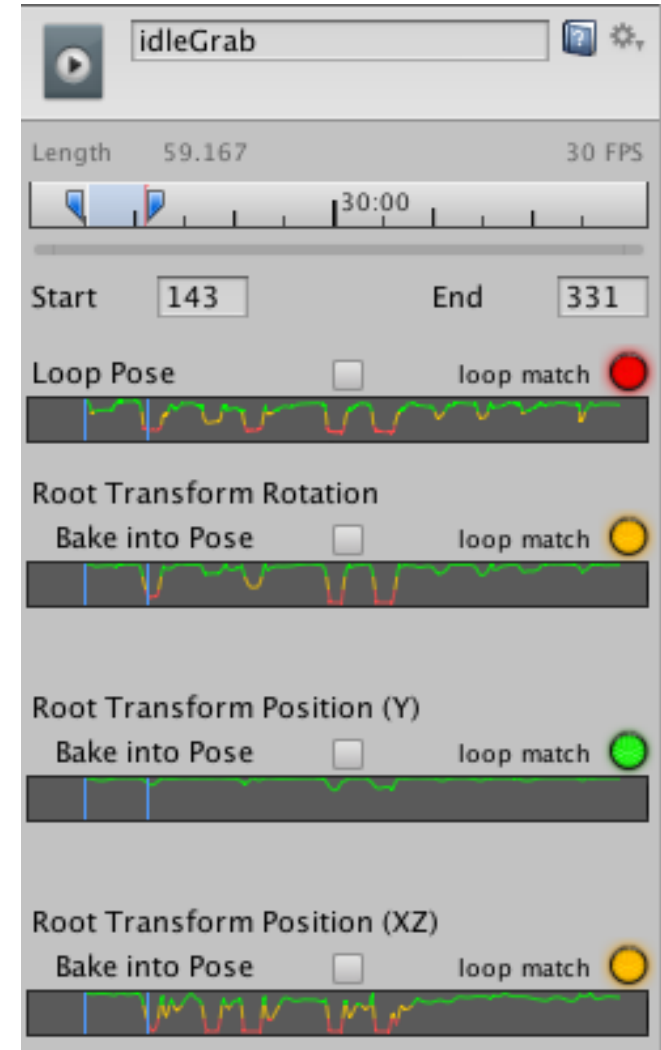 idleGrab
Length 59.167 30 FPS
30:00
Start 143 End 331
Loop Pose loop match
Root Transform Rotation
Bake into Pose loop match
Root Transform Position (Y)
Bake into Pose loop match
Root Transform Position (XZ)
Bake into Pose loop match